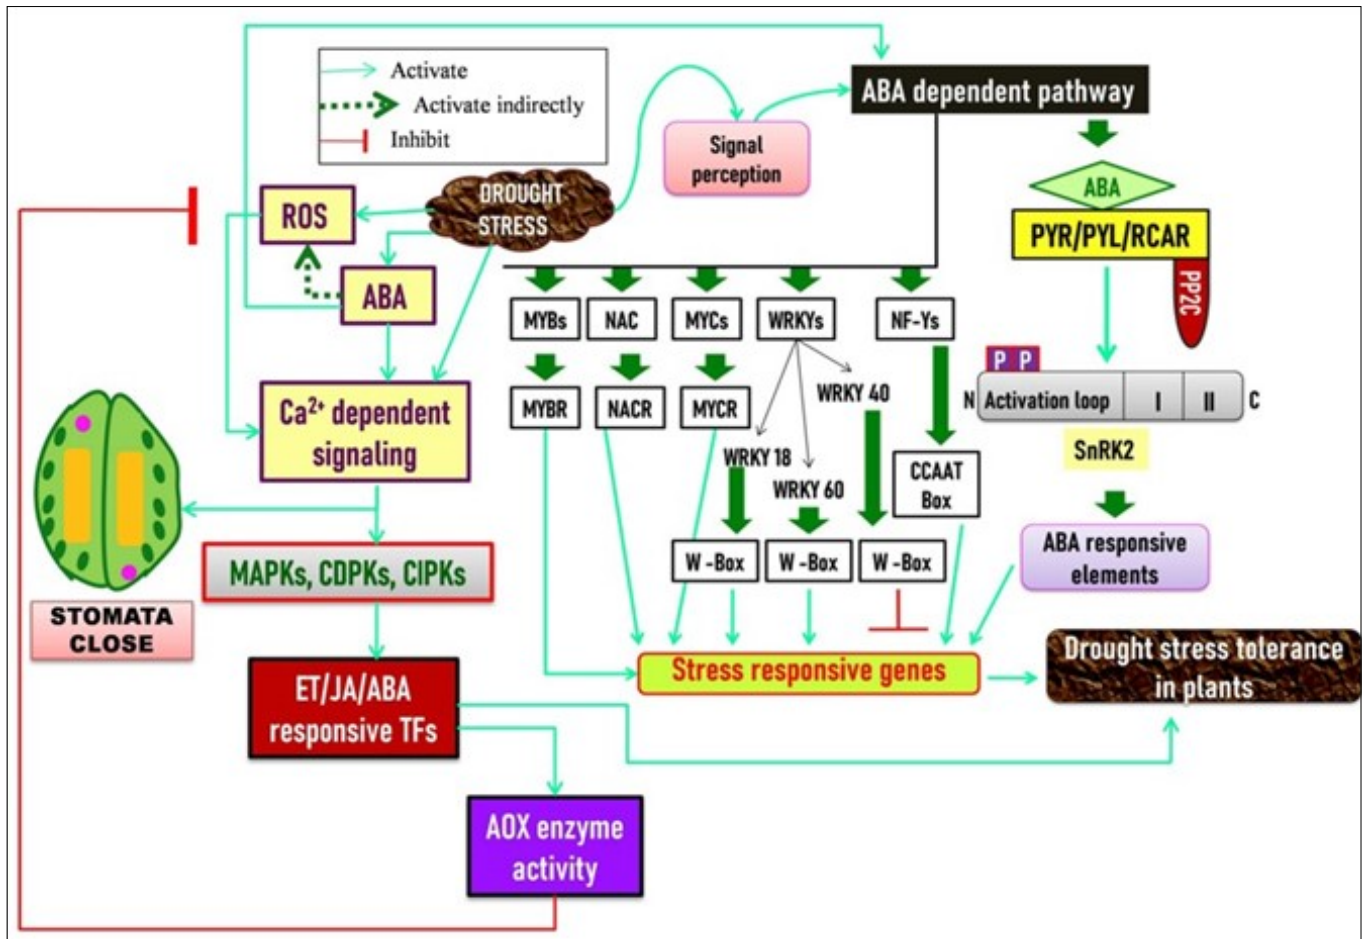 Activate
Activate indirectly
Inhibit
ABA dependent pathway
Signal
perception
DROUGHT
STRESS
ROS
ABA
ABA
PYR/PYL/RCAR
PP2C
MYBs
NAC
MYCs
WRKYs
NF-Ys
P P
N
Activation loop
I
II
C
MYBR
NACR
MYCR
WRKY 40
WRKY 18
WRKY 60
CCAAT
Box
SnRK2
Ca²⁺ dependent
signaling
W -Box
W -Box
W -Box
ABA responsive
elements
MAPKs, CDPKs, CIPKs
STOMATA
CLOSE
Stress responsive genes
Drought stress tolerance
in plants
ET/JA/ABA
responsive TFs
AOX enzyme
activity